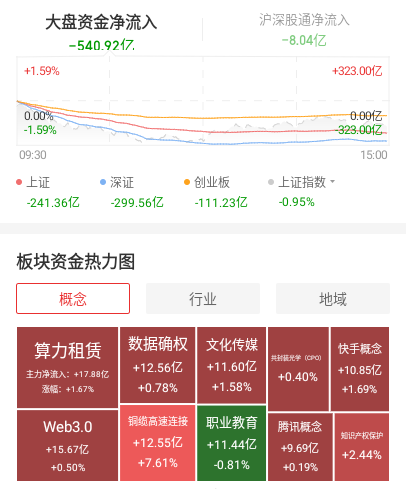 大盘资金净流入
沪深股通净流入
-540.92亿
-8.04亿
+1.59%
+323.00亿
0.00%
0.00亿
-1.59%
-323.00亿
09:30
15:00
上证
深证
创业板
上证指数
-241.36亿
-299.56亿
-111.23亿
-0.95%
板块资金热力图
概念
行业
地域
算力租赁
主力净流入：+17.88亿
涨幅：+1.67%
数据确权
+12.56亿
+0.78%
文化传媒
+11.60亿
+1.58%
共封装光学（CPO）
+0.40%
快手概念
+10.85亿
+1.69%
Web3.0
+15.67亿
+0.50%
铜缆高速连接
+12.55亿
+7.61%
职业教育
+11.44亿
-0.81%
腾讯概念
+9.69亿
+0.19%
知识产权保护
+2.44%